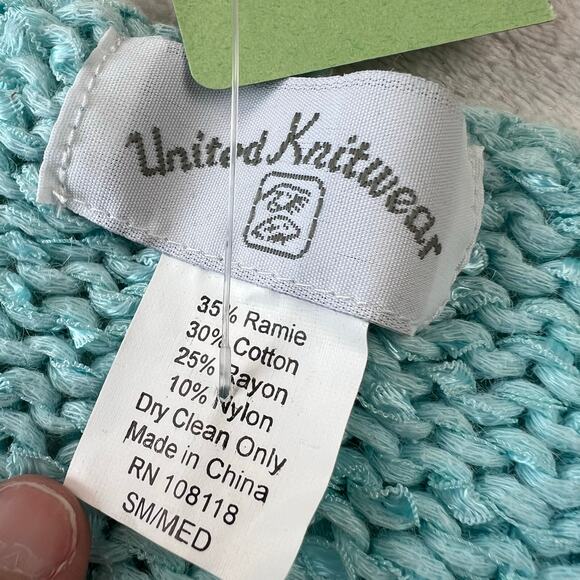 United Knitwear
35% Ramie
30% Cotton
25% Rayon
10% Nylon
Dry Clean Only
Made in China
RN 108118
SM/MED